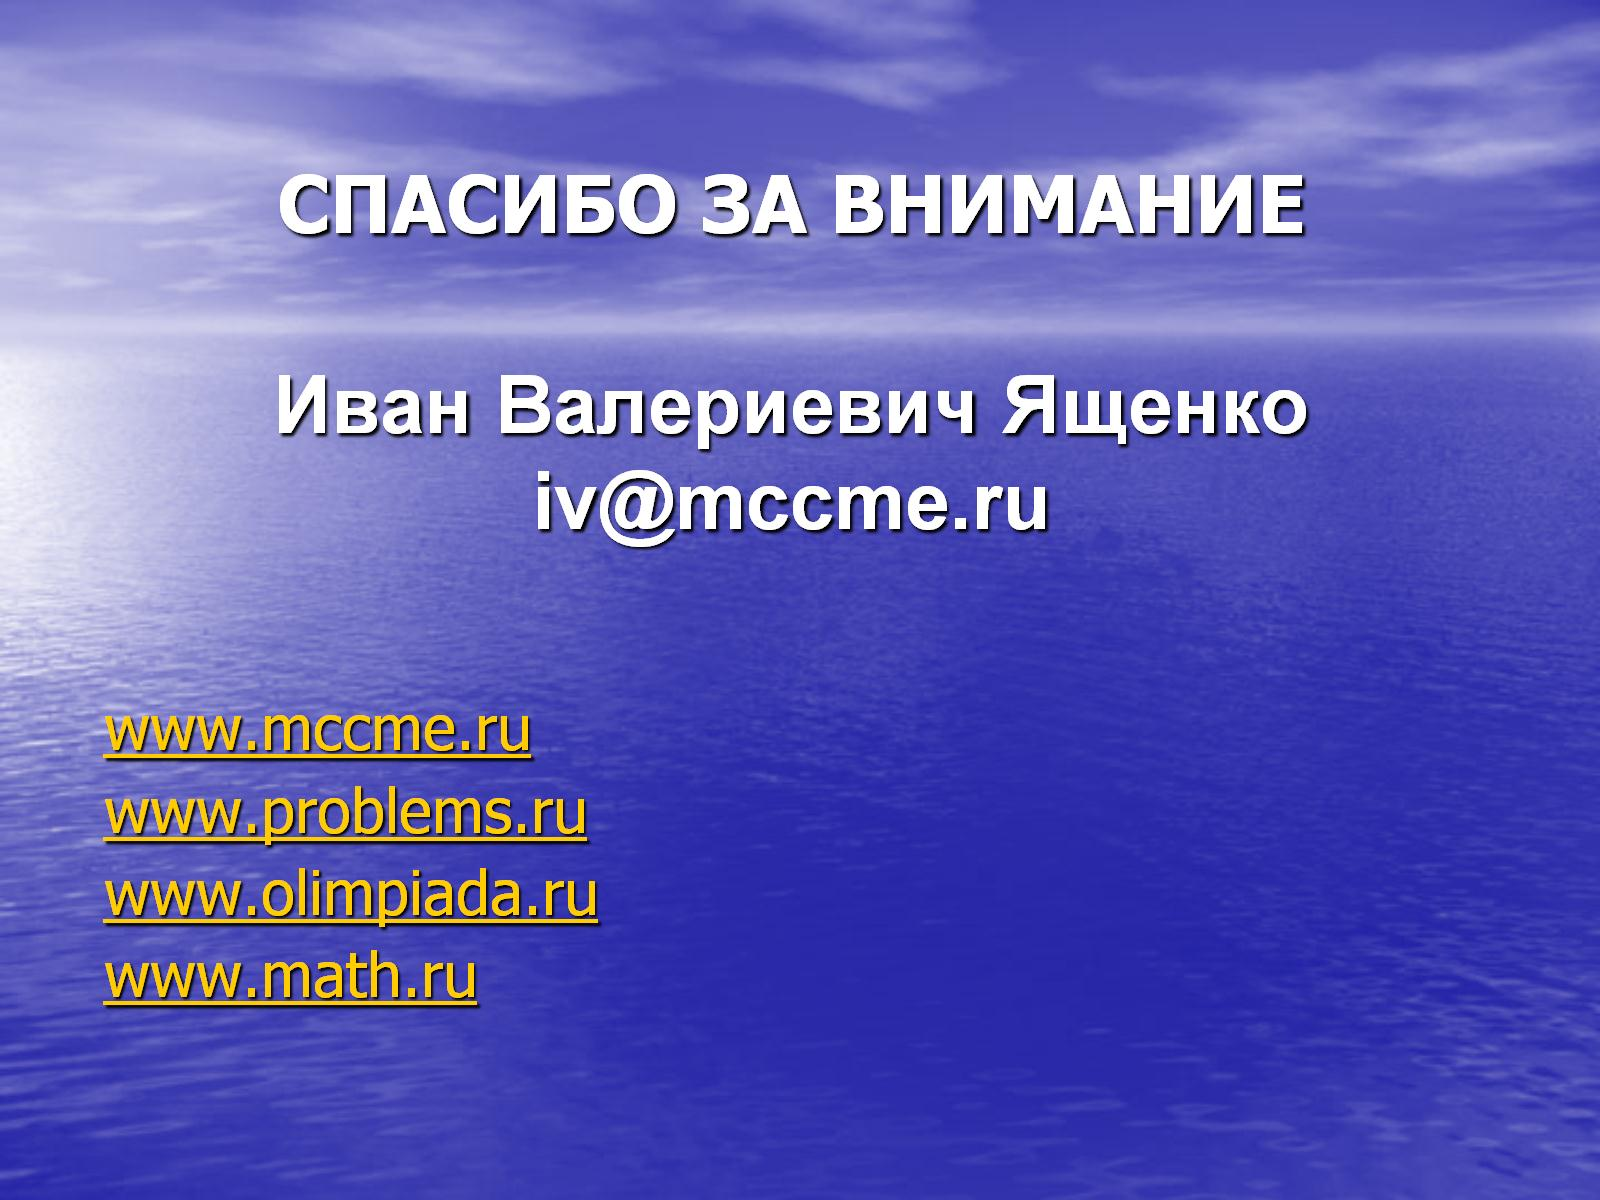 СПАСИБО ЗА ВНИМАНИЕ
Иван Валериевич Ященко
iv@mccme.ru
www.mccme.ru
www.problems.ru
www.olimpiada.ru
www.math.ru